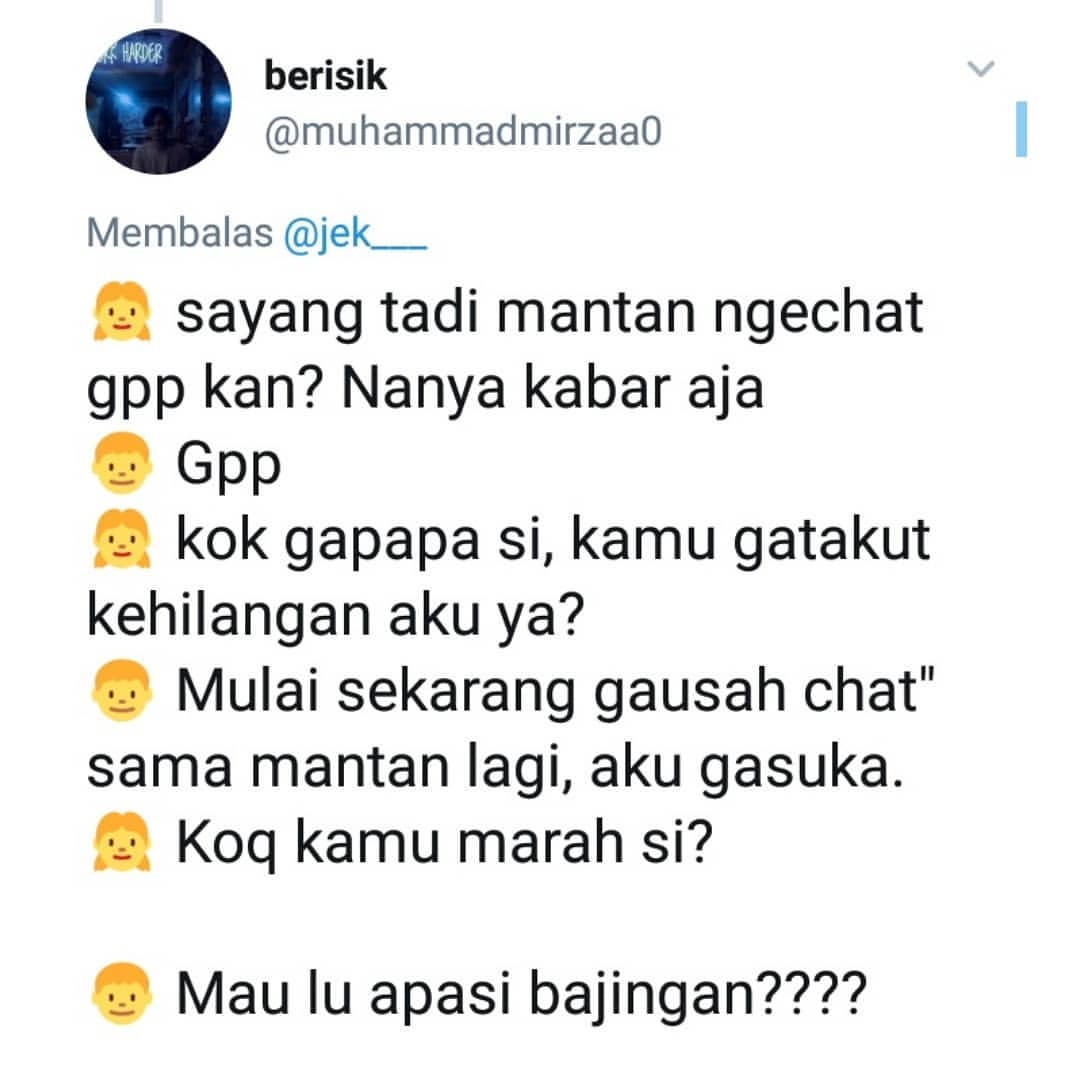 RK HARDER
berisik
@muhammadmirzaa0
Membalas @jek___
👧 sayang tadi mantan ngechat
gpp kan? Nanya kabar aja
👦 Gpp
👧 kok gapapa si, kamu gatakut
kehilangan aku ya?
👦 Mulai sekarang gausah chat"
sama mantan lagi, aku gasuka.
👧 Koq kamu marah si?
👦 Mau lu apasi bajingan????